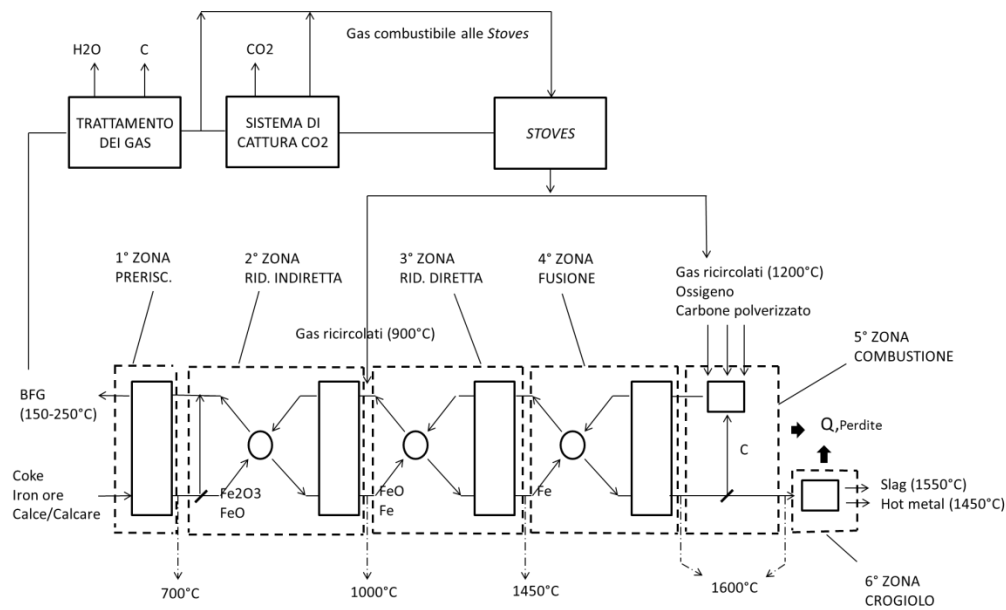 Gas combustibile alle Stoves
H2O
C
CO2
TRATTAMENTO
DEI GAS
SISTEMA DI
CATTURA CO2
STOVES
1° ZONA
PRERISC.
2° ZONA
RID. INDIRETTA
3° ZONA
RID. DIRETTA
4° ZONA
FUSIONE
Gas ricircolati (1200°C)
Ossigeno
Carbone polverizzato
Gas ricircolati (900°C)
5° ZONA
COMBUSTIONE
BFG
(150-250°C)
Q,Perdite
C
Coke
Iron ore
Calce/Calcare
Fe2O3
FeO
FeO
Fe
Fe
Slag (1550°C)
Hot metal (1450°C)
700°C
1000°C
1450°C
1600°C
6° ZONA
CROGIOLO